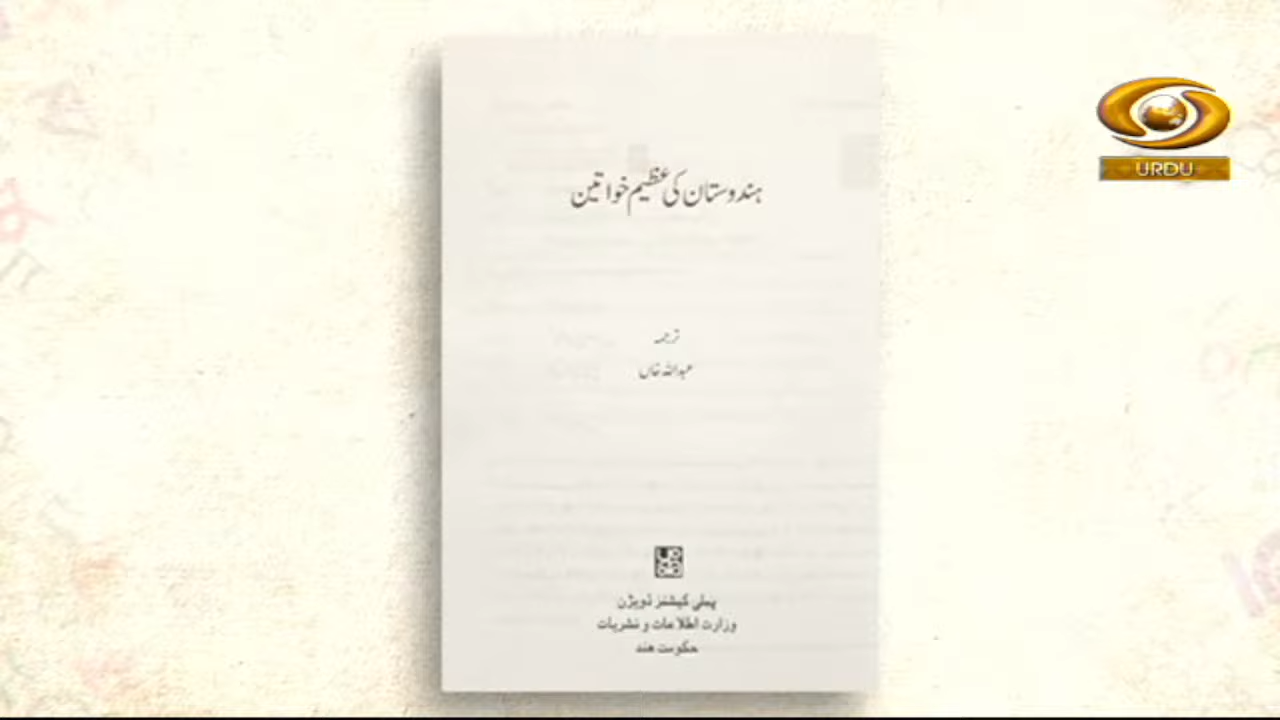 ہندوستان کی عظیم خواتین
ترجمہ
عبداللہ خاں
پبلی کیشنز ڈویژن
وزارت اطلاعات و نشریات
حکومت ہند
URDU